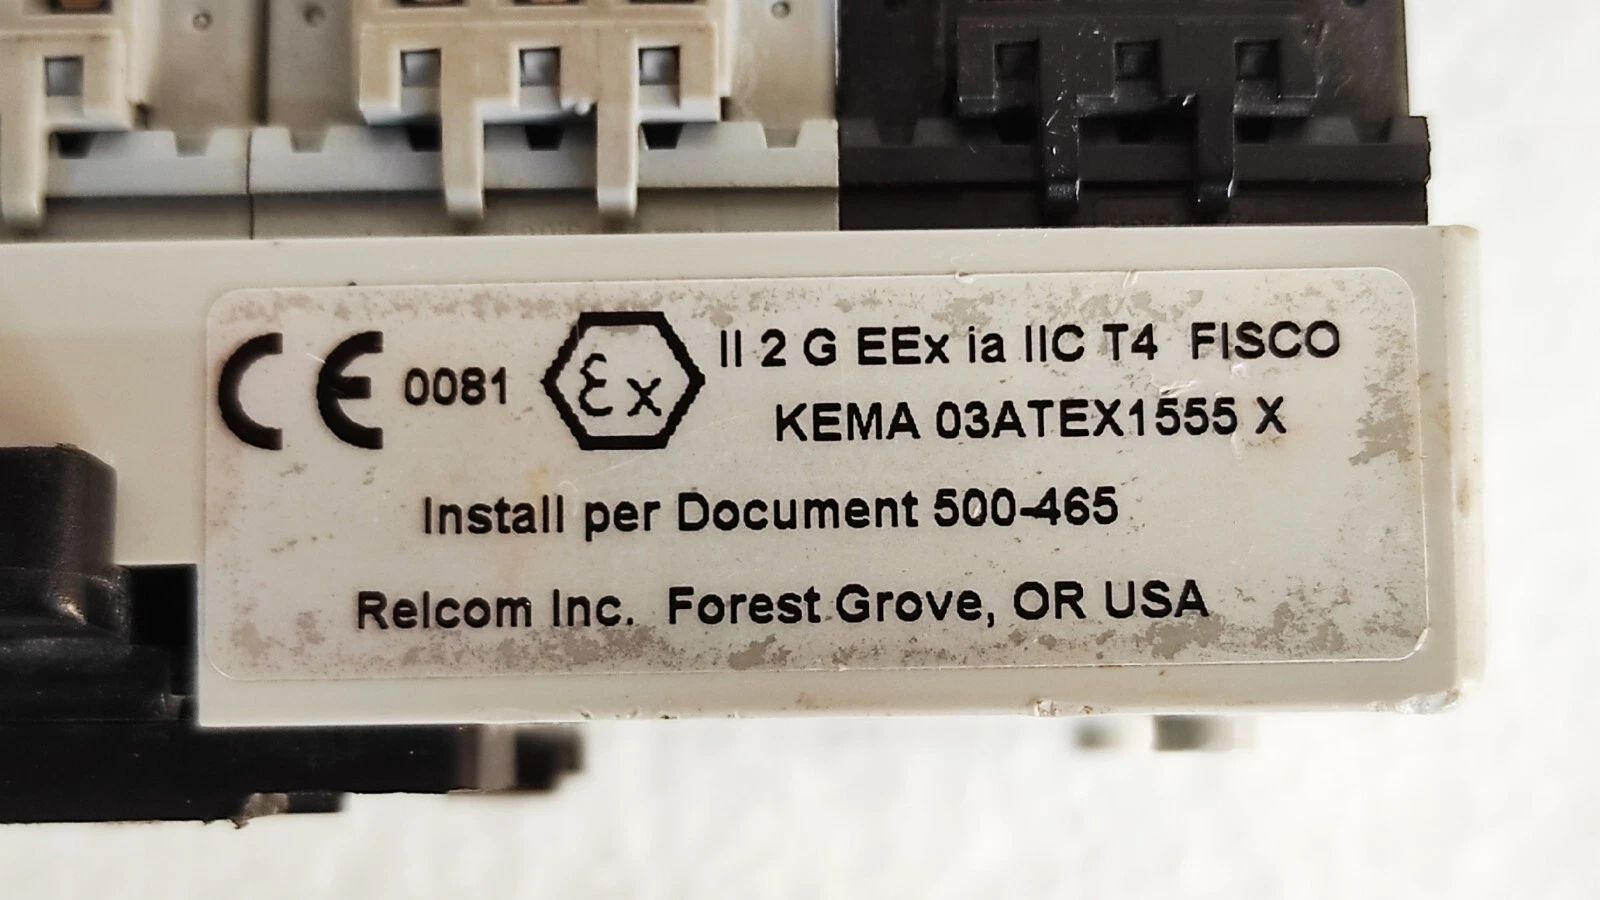 CE 0081 Ex II 2 G EEx ia IIC T4 FISCO
KEMA 03ATEX1555 X
Install per Document 500-465
Relcom Inc. Forest Grove, OR USA